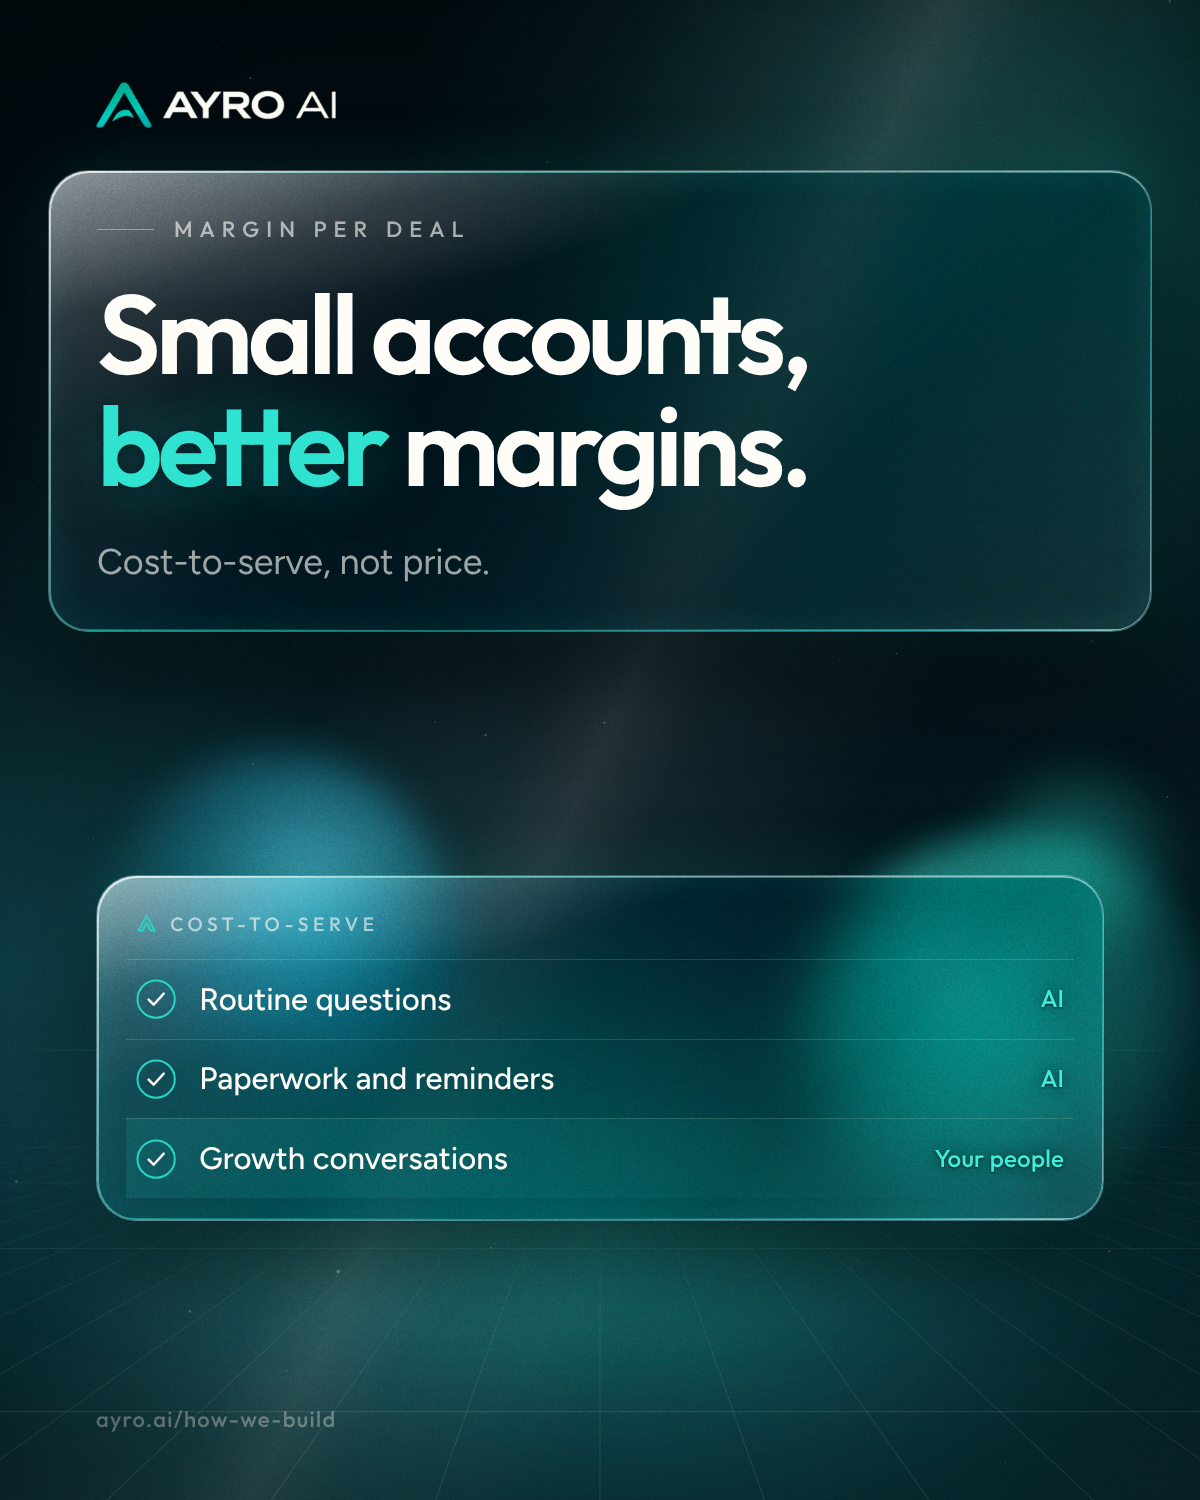 AYRO AI
MARGIN PER DEAL
Small accounts,
better margins.
Cost-to-serve, not price.
COST-TO-SERVE
Routine questions AI
Paperwork and reminders AI
Growth conversations Your people
ayro.ai/how-we-build